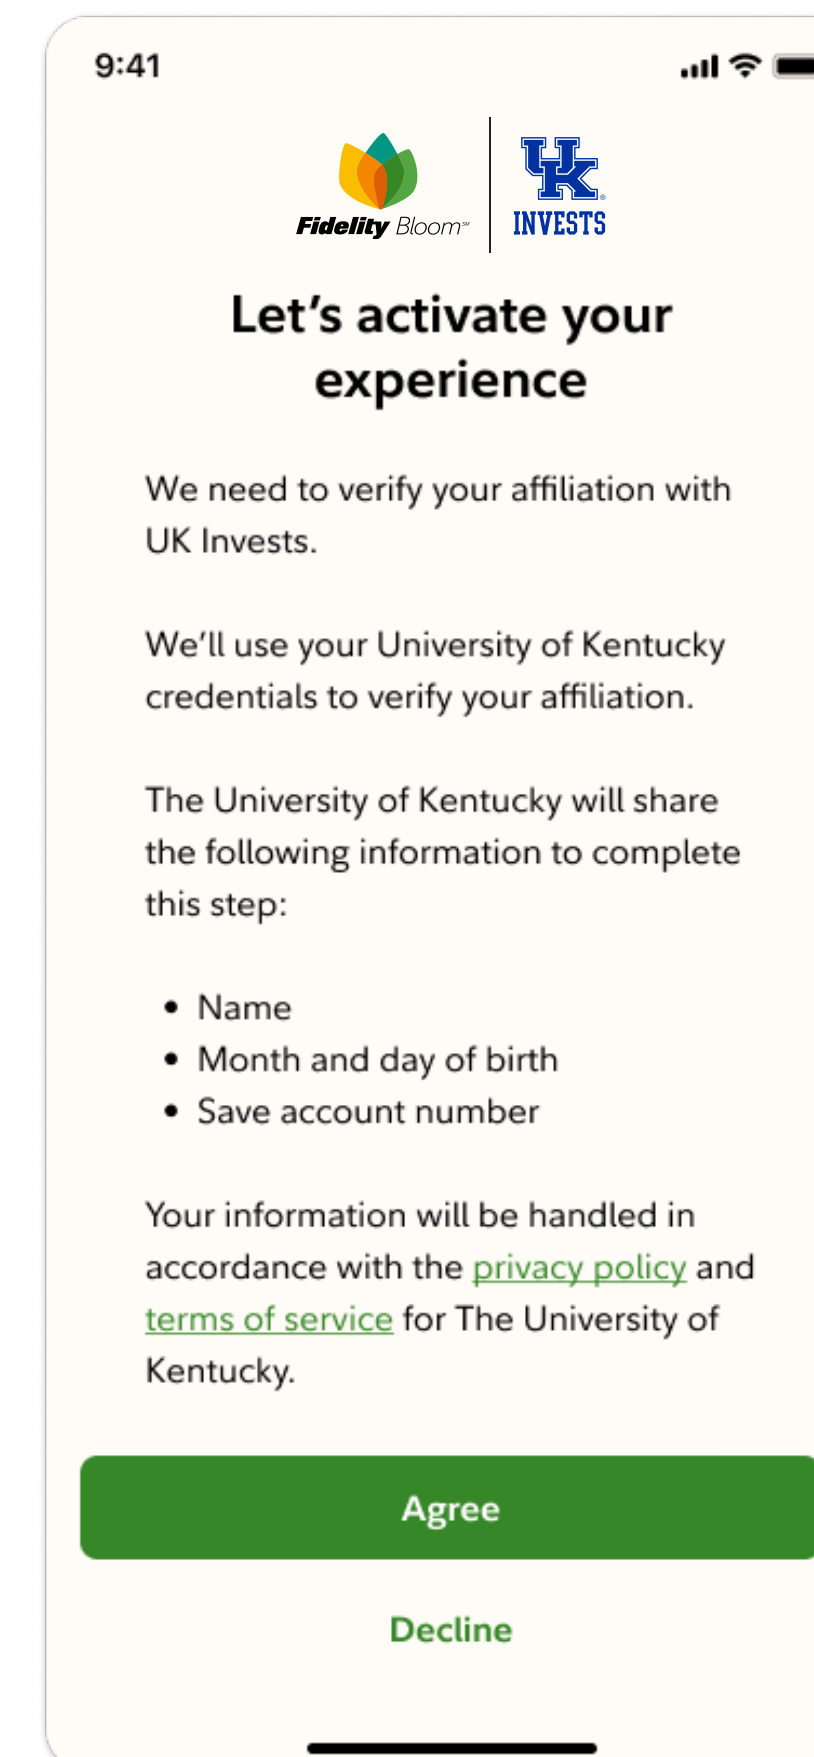 9:41
Fidelity Bloom℠
UK®
INVESTS
Let’s activate your
experience
We need to verify your affiliation with
UK Invests.
We’ll use your University of Kentucky
credentials to verify your affiliation.
The University of Kentucky will share
the following information to complete
this step:
• Name
• Month and day of birth
• Save account number
Your information will be handled in
accordance with the privacy policy and
terms of service for The University of
Kentucky.
Agree
Decline